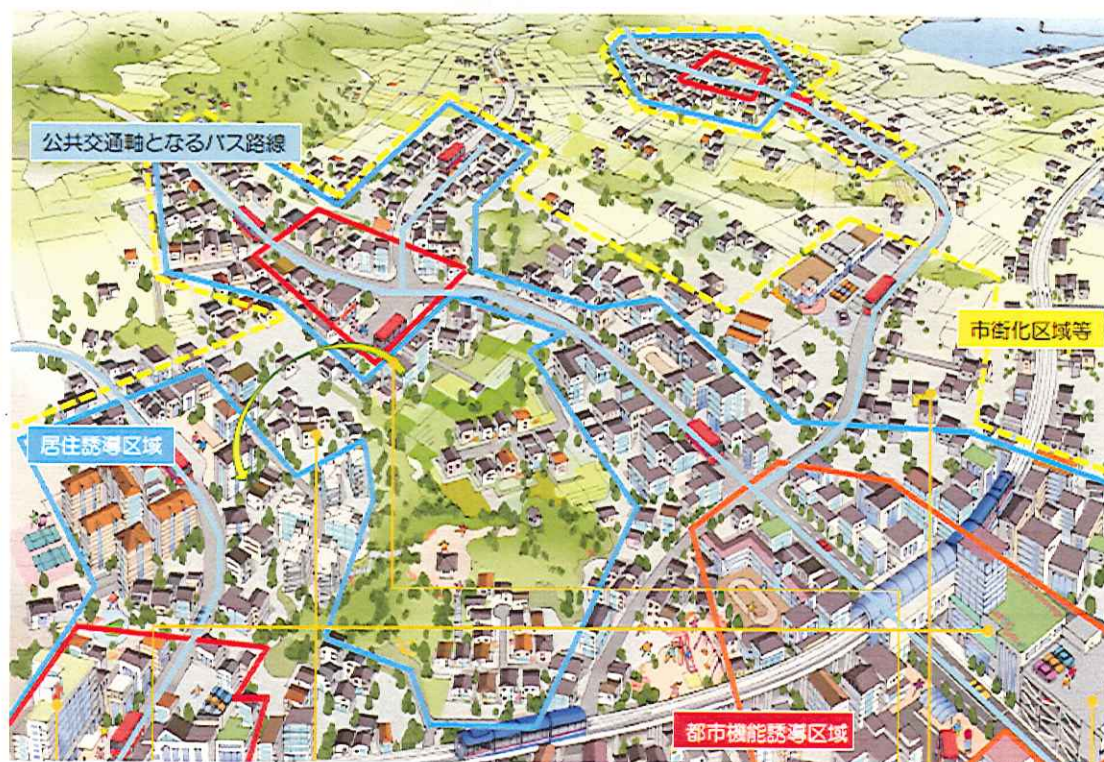 公共交通軸となるバス路線
市街化区域等
居住誘導区域
都市機能誘導区域